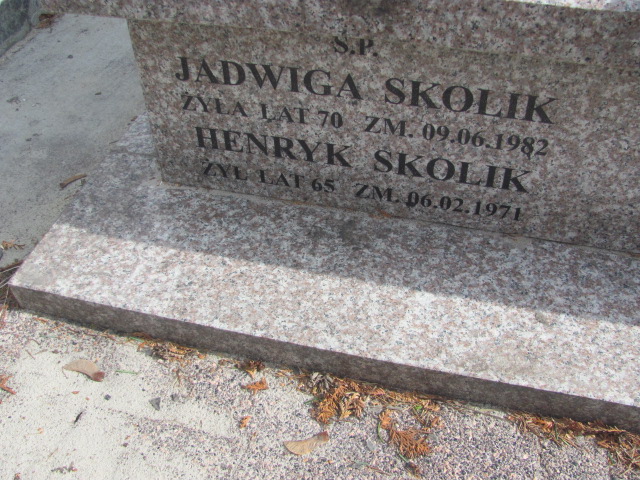 S.P.
JADWIGA SKOLIK
ŻYŁA LAT 70 ZM. 09.06.1982
HENRYK SKOLIK
ŻYŁ LAT 65 ZM. 06.02.1971